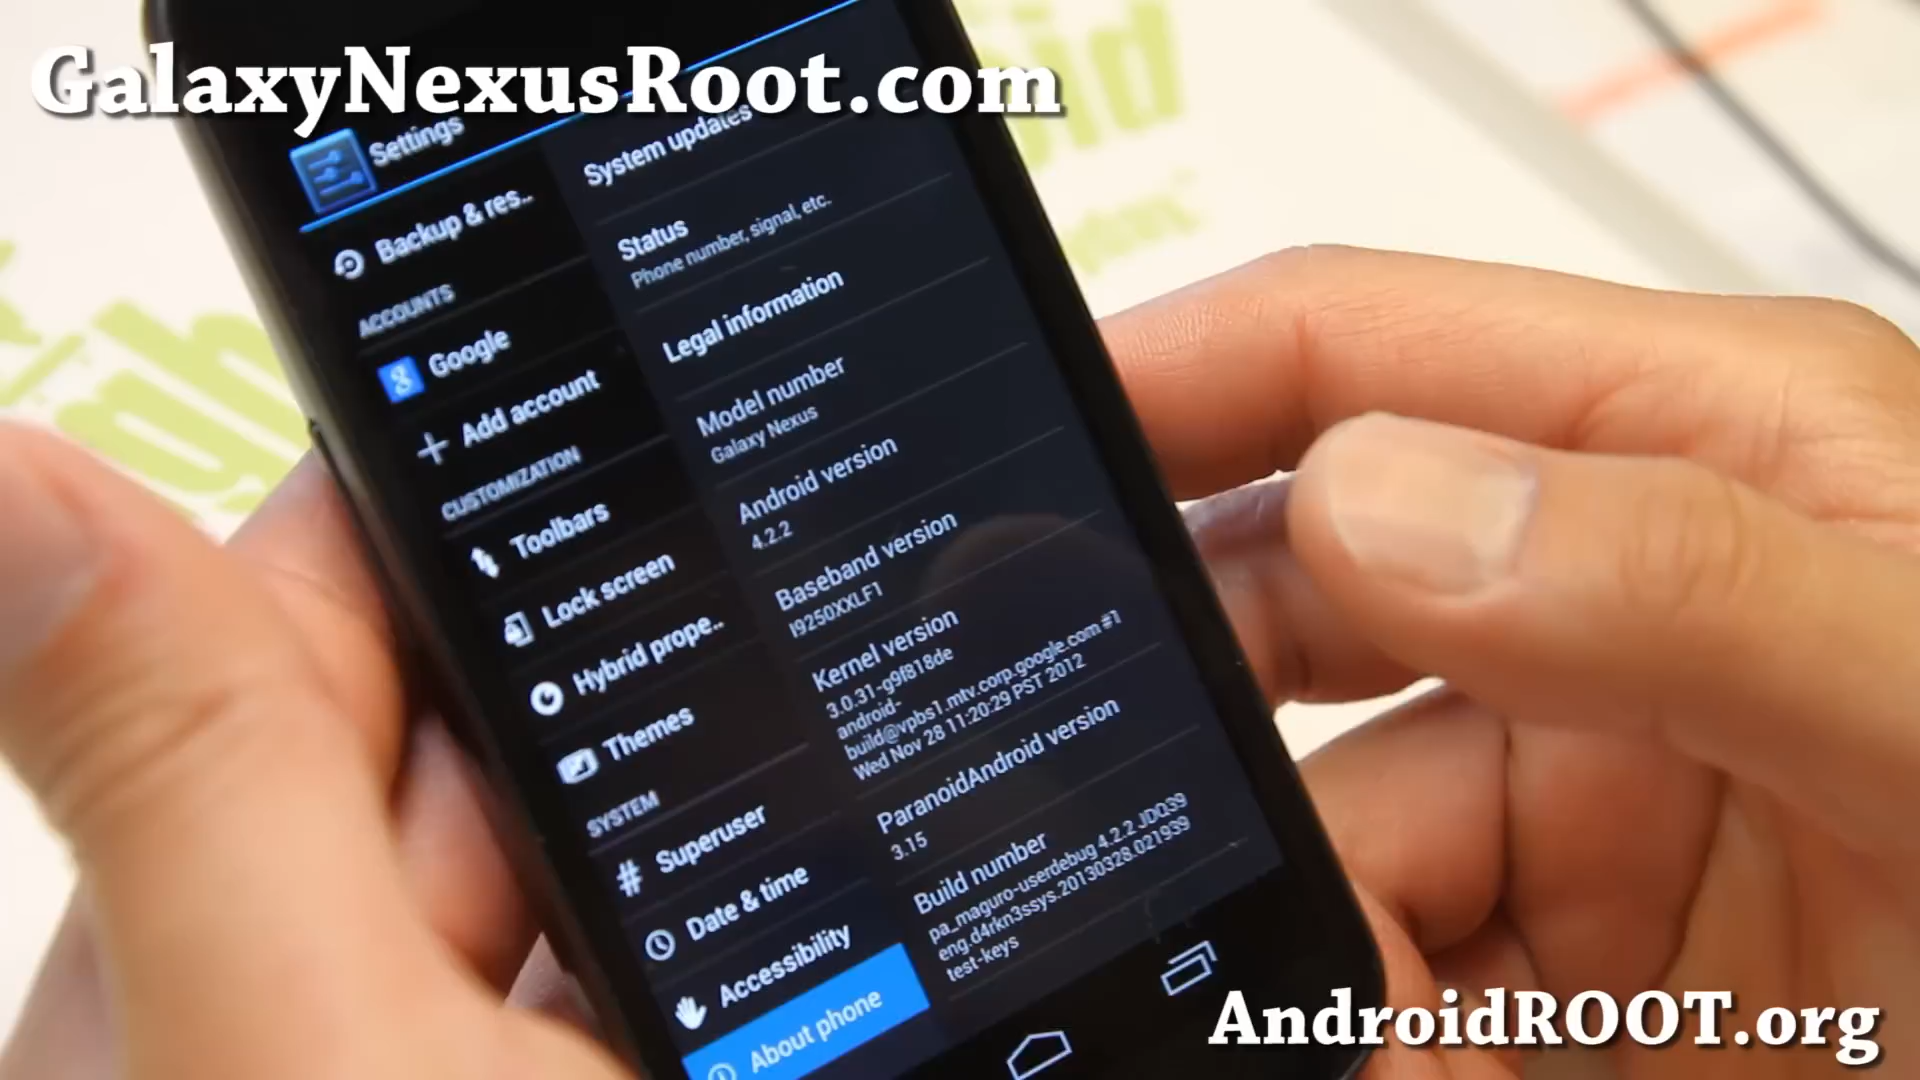 GalaxyNexusRoot.com
Settings
Backup & res..
ACCOUNTS
Google
Add account
CUSTOMIZATION
Toolbars
Lock screen
Hybrid prope..
Themes
SYSTEM
Superuser
Date & time
Accessibility
About phone
System updates
Status
Phone number, signal, etc.
Legal information
Model number
Galaxy Nexus
Android version
4.2.2
Baseband version
I9250XXLF1
Kernel version
3.0.31-g9f818de
android-
build@vpbs1.mtv.corp.google.com #1
Wed Nov 28 11:20:29 PST 2012
ParanoidAndroid version
3.15
Build number
pa_maguro-userdebug 4.2.2 JDQ39
eng.d4rkn3ssys.20130328.021939
test-keys
AndroidROOT.org